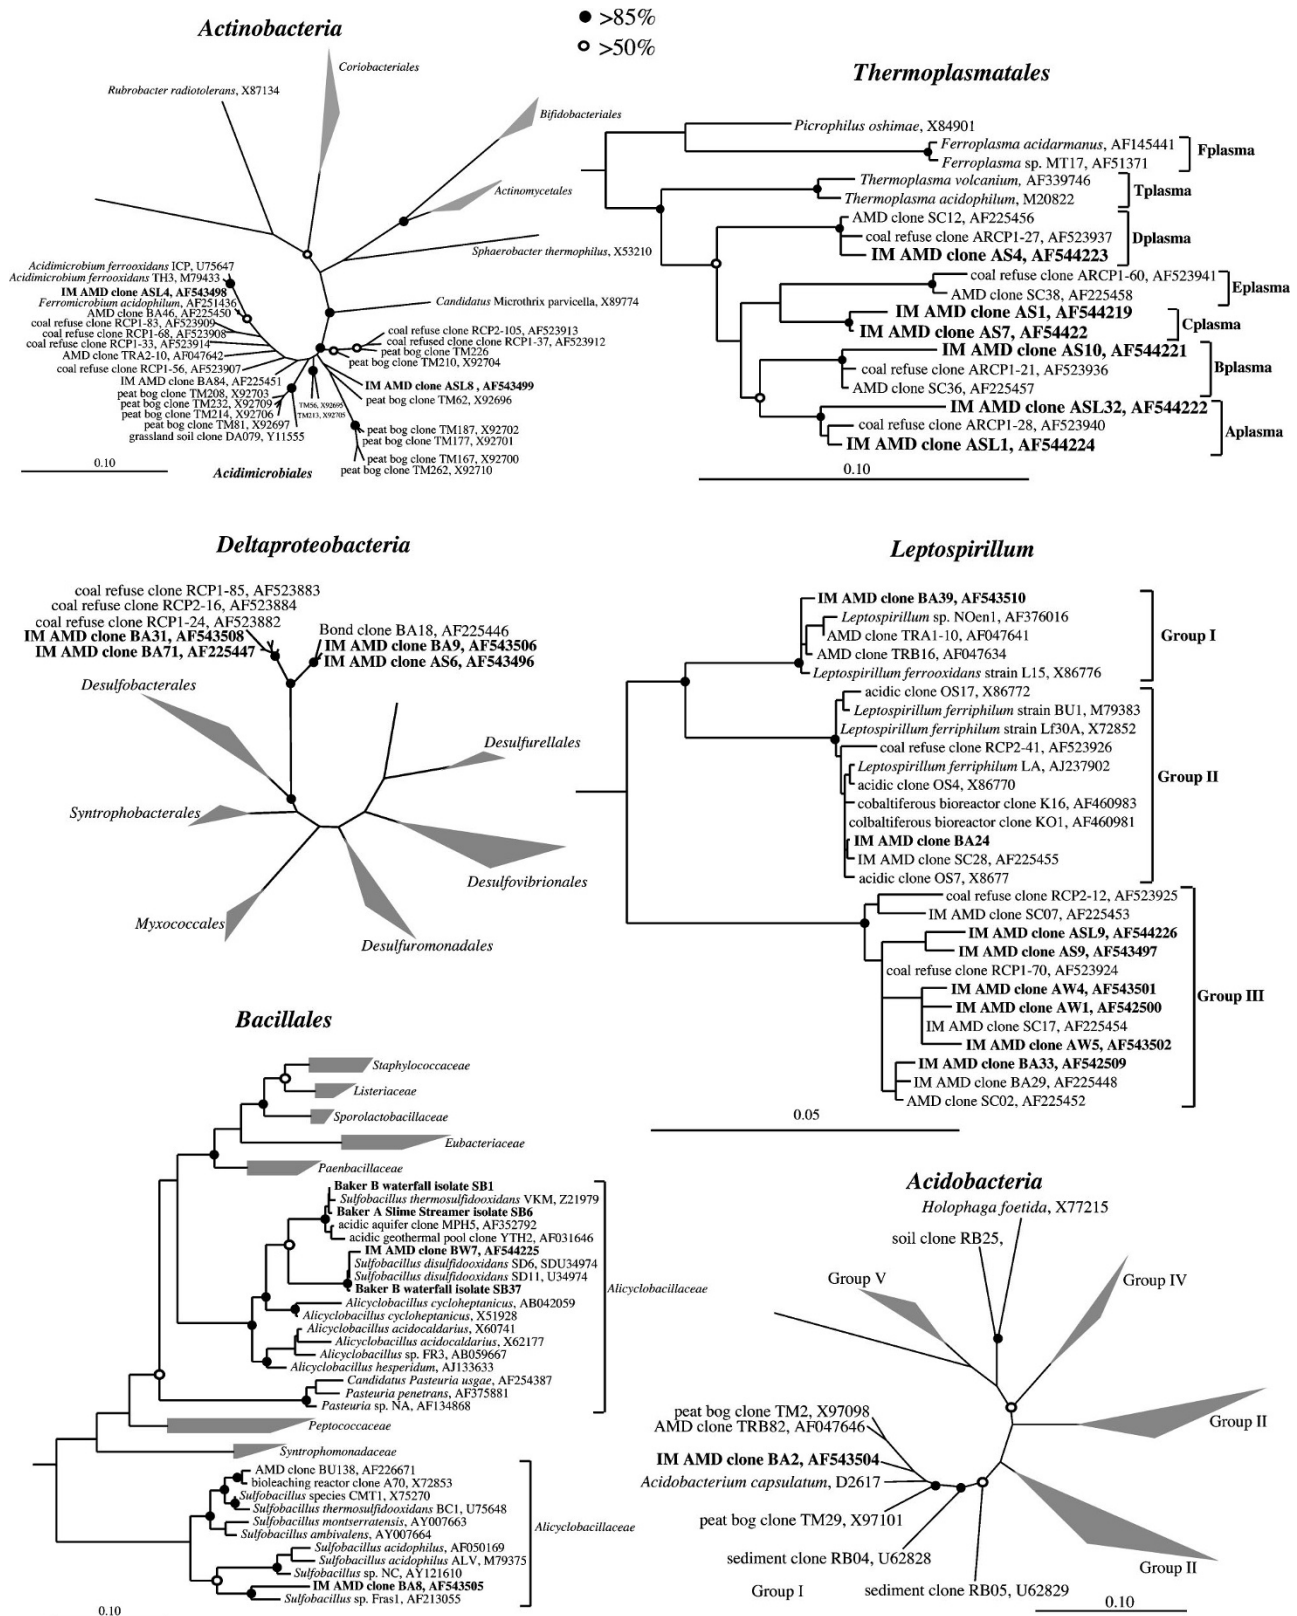 >85%
>50%
Actinobacteria
Coriobacteriales
Rubrobacter radiotolerans, X87134
Bifidobacteriales
Actinomycetales
Sphaerobacter thermophilus, X53210
Acidimicrobium ferrooxidans ICP, U75647
Acidimicrobium ferrooxidans TH3, M79433
IM AMD clone ASL4, AF543498
Ferromicrobium acidophilum, AF251436
AMD clone BA46, AF225450
coal refuse clone RCP1-83, AF523909
coal refuse clone RCP1-68, AF523908
coal refuse clone RCP1-33, AF523914
AMD clone TRA2-10, AF047642
coal refuse clone RCP1-56, AF523907
IM AMD clone BA84, AF225451
peat bog clone TM208, X92703
peat bog clone TM232, X92709
peat bog clone TM214, X92706
peat bog clone TM81, X92697
grassland soil clone DA079, Y11555
Candidatus Microthrix parvicella, X89774
coal refuse clone RCP2-105, AF523913
coal refused clone RCP1-37, AF523912
peat bog clone TM226
peat bog clone TM210, X92704
IM AMD clone ASL8 , AF543499
peat bog clone TM62, X92696
TM56, X92695
TM213, X92705
peat bog clone TM187, X92702
peat bog clone TM177, X92701
peat bog clone TM167, X92700
peat bog clone TM262, X92710
0.10
Acidimicrobiales
Thermoplasmatales
Picrophilus oshimae, X84901
Ferroplasma acidarmanus, AF145441
Ferroplasma sp. MT17, AF51371
Fplasma
Thermoplasma volcanium, AF339746
Thermoplasma acidophilum, M20822
Tplasma
AMD clone SC12, AF225456
coal refuse clone ARCP1-27, AF523937
IM AMD clone AS4, AF544223
Dplasma
coal refuse clone ARCP1-60, AF523941
AMD clone SC38, AF225458
Eplasma
IM AMD clone AS1, AF544219
IM AMD clone AS7, AF54422
Cplasma
IM AMD clone AS10, AF544221
coal refuse clone ARCP1-21, AF523936
AMD clone SC36, AF225457
Bplasma
IM AMD clone ASL32, AF544222
coal refuse clone ARCP1-28, AF523940
IM AMD clone ASL1, AF544224
Aplasma
0.10
Deltaproteobacteria
coal refuse clone RCP1-85, AF523883
coal refuse clone RCP2-16, AF523884
coal refuse clone RCP1-24, AF523882
IM AMD clone BA31, AF543508
IM AMD clone BA71, AF225447
Bond clone BA18, AF225446
IM AMD clone BA9, AF543506
IM AMD clone AS6, AF543496
Desulfobacterales
Desulfurellales
Syntrophobacterales
Desulfovibrionales
Myxococcales
Desulfuromonadales
Leptospirillum
IM AMD clone BA39, AF543510
Leptospirillum sp. NOen1, AF376016
AMD clone TRA1-10, AF047641
AMD clone TRB16, AF047634
Leptospirillum ferrooxidans strain L15, X86776
Group I
acidic clone OS17, X86772
Leptospirillum ferriphilum strain BU1, M79383
Leptospirillum ferriphilum strain Lf30A, X72852
coal refuse clone RCP2-41, AF523926
Leptospirillum ferriphilum LA, AJ237902
acidic clone OS4, X86770
cobaltiferous bioreactor clone K16, AF460983
colbaltiferous bioreactor clone KO1, AF460981
IM AMD clone BA24
IM AMD clone SC28, AF225455
acidic clone OS7, X8677
Group II
coal refuse clone RCP2-12, AF523925
IM AMD clone SC07, AF225453
IM AMD clone ASL9, AF544226
IM AMD clone AS9, AF543497
coal refuse clone RCP1-70, AF523924
IM AMD clone AW4, AF543501
IM AMD clone AW1, AF542500
IM AMD clone SC17, AF225454
IM AMD clone AW5, AF543502
IM AMD clone BA33, AF542509
IM AMD clone BA29, AF225448
AMD clone SC02, AF225452
Group III
0.05
Bacillales
Staphylococcaceae
Listeriaceae
Sporolactobacillaceae
Eubacteriaceae
Paenbacillaceae
Baker B waterfall isolate SB1
Sulfobacillus thermosulfidooxidans VKM, Z21979
Baker A Slime Streamer isolate SB6
acidic aquifer clone MPH5, AF352792
acidic geothermal pool clone YTH2, AF031646
IM AMD clone BW7, AF544225
Sulfobacillus disulfidooxidans SD6, SDU34974
Sulfobacillus disulfidooxidans SD11, U34974
Baker B waterfall isolate SB37
Alicyclobacillus cycloheptanicus, AB042059
Alicyclobacillus cycloheptanicus, X51928
Alicyclobacillus acidocaldarius, X60741
Alicyclobacillus acidocaldarius, X62177
Alicyclobacillus sp. FR3, AB059667
Alicyclobacillus hesperidum, AJ133633
Candidatus Pasteuria usgae, AF254387
Pasteuria penetrans, AF375881
Pasteuria sp. NA, AF134868
Alicyclobacillaceae
Peptococcaceae
Syntrophomonadaceae
AMD clone BU138, AF226671
bioleaching reactor clone A70, X72853
Sulfobacillus species CMT1, X75270
Sulfobacillus thermosulfidooxidans BC1, U75648
Sulfobacillus montserratensis, AY007663
Sulfobacillus ambivalens, AY007664
Sulfobacillus acidophilus, AF050169
Sulfobacillus acidophilus ALV, M79375
Sulfobacillus sp. NC, AY121610
IM AMD clone BA8, AF543505
Sulfobacillus sp. Fras1, AF213055
Alicyclobacillaceae
0.10
Acidobacteria
Holophaga foetida, X77215
soil clone RB25,
Group V
Group IV
Group II
peat bog clone TM2, X97098
AMD clone TRB82, AF047646
IM AMD clone BA2, AF543504
Acidobacterium capsulatum, D2617
peat bog clone TM29, X97101
sediment clone RB04, U62828
Group II
Group I
sediment clone RB05, U62829
0.10